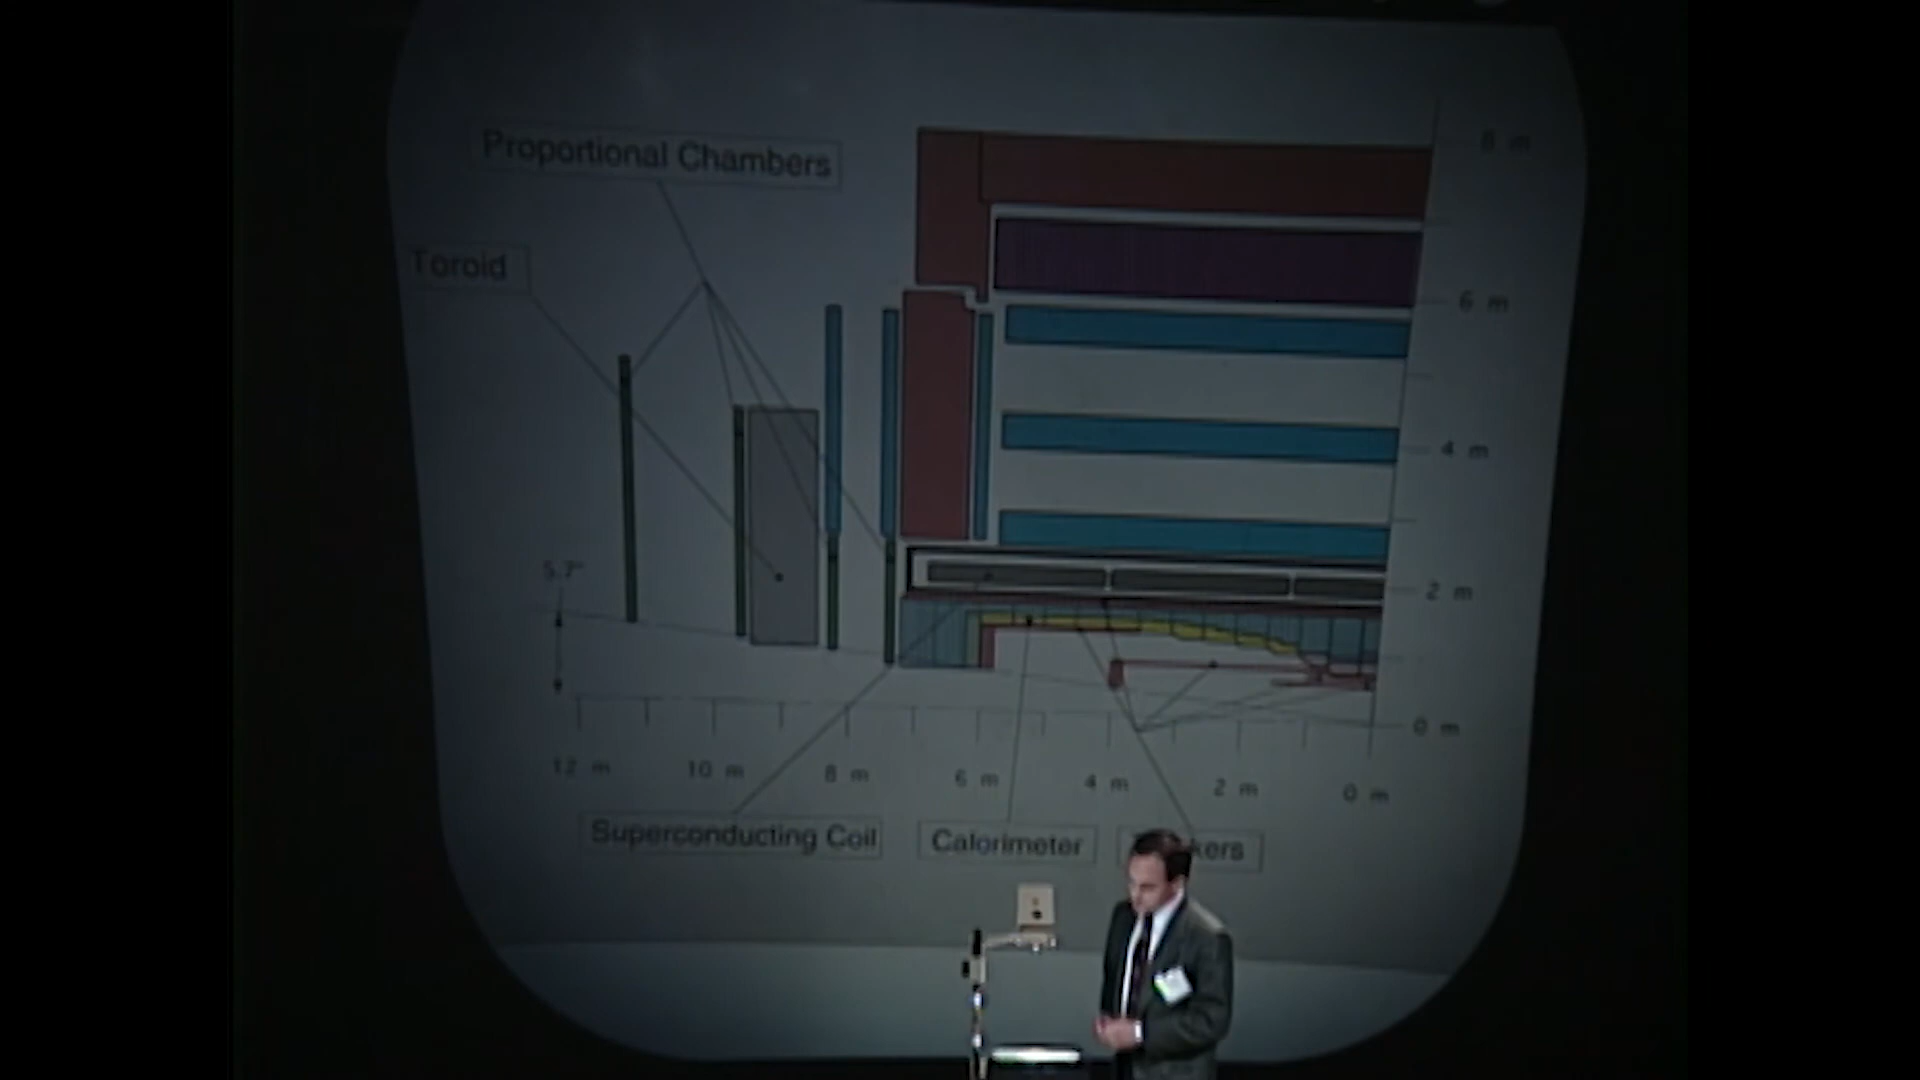 Proportional Chambers
8 m
Toroid
6 m
4 m
5.7°
2 m
0 m
12 m
10 m
8 m
6 m
4 m
2 m
0 m
Superconducting Coil
Calorimeter
kers